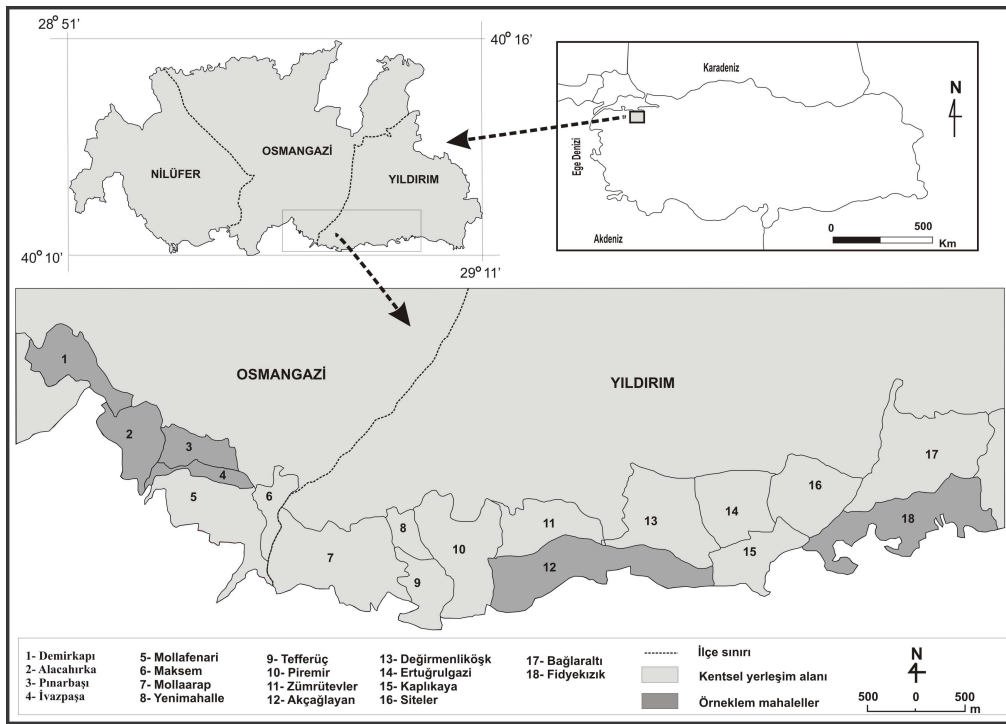 28° 51'
40° 16'
NİLÜFER
OSMANGAZİ
YILDIRIM
40° 10'
29° 11'
Karadeniz
Ege Denizi
Akdeniz
N
0 500
Km
OSMANGAZİ
YILDIRIM
1
2
3
4
5
6
7
8
9
10
11
12
13
14
15
16
17
18
1- Demirkapı
2- Alacahırka
3- Pınarbaşı
4- İvazpaşa
5- Mollafenari
6- Maksem
7- Mollaarap
8- Yenimahalle
9- Tefferüç
10- Piremir
11- Zümrütevler
12- Akçağlayan
13- Değirmenliköşk
14- Ertuğrulgazi
15- Kaplıkaya
16- Siteler
17- Bağlaraltı
18- Fidyekızık
İlçe sınırı
Kentsel yerleşim alanı
Örneklem mahaleller
N
500 0 500
m